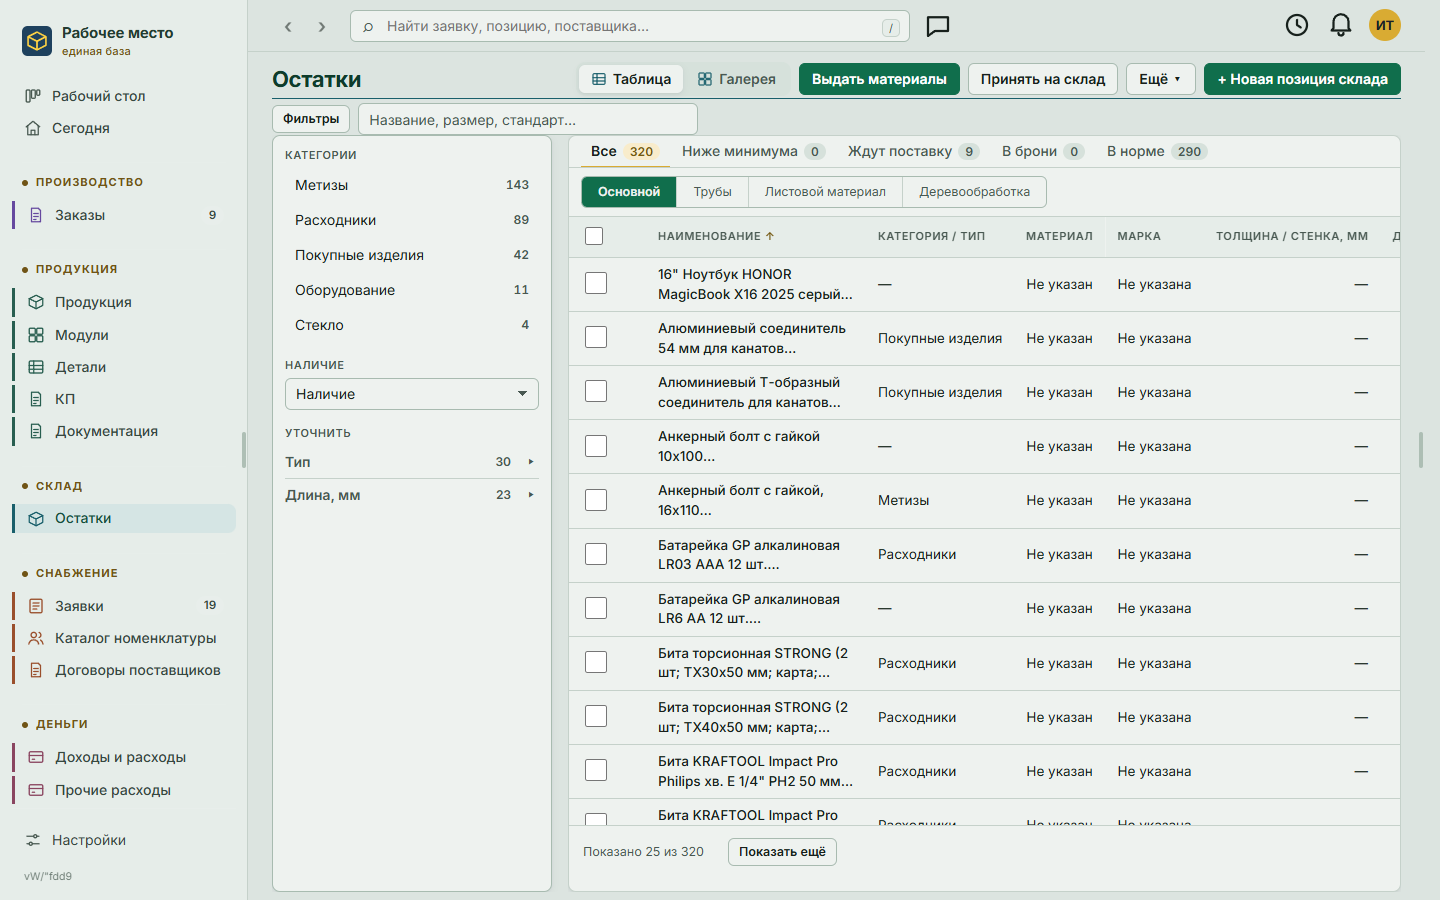 Рабочее место
единая база
Рабочий стол
Сегодня
ПРОИЗВОДСТВО
Заказы 9
ПРОДУКЦИЯ
Продукция
Модули
Детали
КП
Документация
СКЛАД
Остатки
СНАБЖЕНИЕ
Заявки 19
Каталог номенклатуры
Договоры поставщиков
ДЕНЬГИ
Доходы и расходы
Прочие расходы
Настройки
vW/"fdd9
Найти заявку, позицию, поставщика... /
ИТ
Остатки
Таблица Галерея Выдать материалы Принять на склад Ещё + Новая позиция склада
Фильтры Название, размер, стандарт...
КАТЕГОРИИ
Метизы 143
Расходники 89
Покупные изделия 42
Оборудование 11
Стекло 4
НАЛИЧИЕ
Наличие
УТОЧНИТЬ
Тип 30
Длина, мм 23
Все 320 Ниже минимума 0 Ждут поставку 9 В брони 0 В норме 290
Основной Трубы Листовой материал Деревообработка
НАИМЕНОВАНИЕ ↑ КАТЕГОРИЯ / ТИП МАТЕРИАЛ МАРКА ТОЛЩИНА / СТЕНКА, ММ
16" Ноутбук HONOR
MagicBook X16 2025 серый... — Не указан Не указана —
Алюминиевый соединитель
54 мм для канатов... Покупные изделия Не указан Не указана —
Алюминиевый Т-образный
соединитель для канатов... Покупные изделия Не указан Не указана —
Анкерный болт с гайкой
10х100... — Не указан Не указана —
Анкерный болт с гайкой,
16х110... Метизы Не указан Не указана —
Батарейка GP алкалиновая
LR03 AAA 12 шт.... Расходники Не указан Не указана —
Батарейка GP алкалиновая
LR6 AA 12 шт.... — Не указан Не указана —
Бита торсионная STRONG (2
шт; TX30x50 мм; карта;... Расходники Не указан Не указана —
Бита торсионная STRONG (2
шт; TX40x50 мм; карта;... Расходники Не указан Не указана —
Бита KRAFTOOL Impact Pro
Philips хв. E 1/4" PH2 50 мм... Расходники Не указан Не указана —
Бита KRAFTOOL Impact Pro
Расходники Не указан Не указана
Показано 25 из 320 Показать ещё